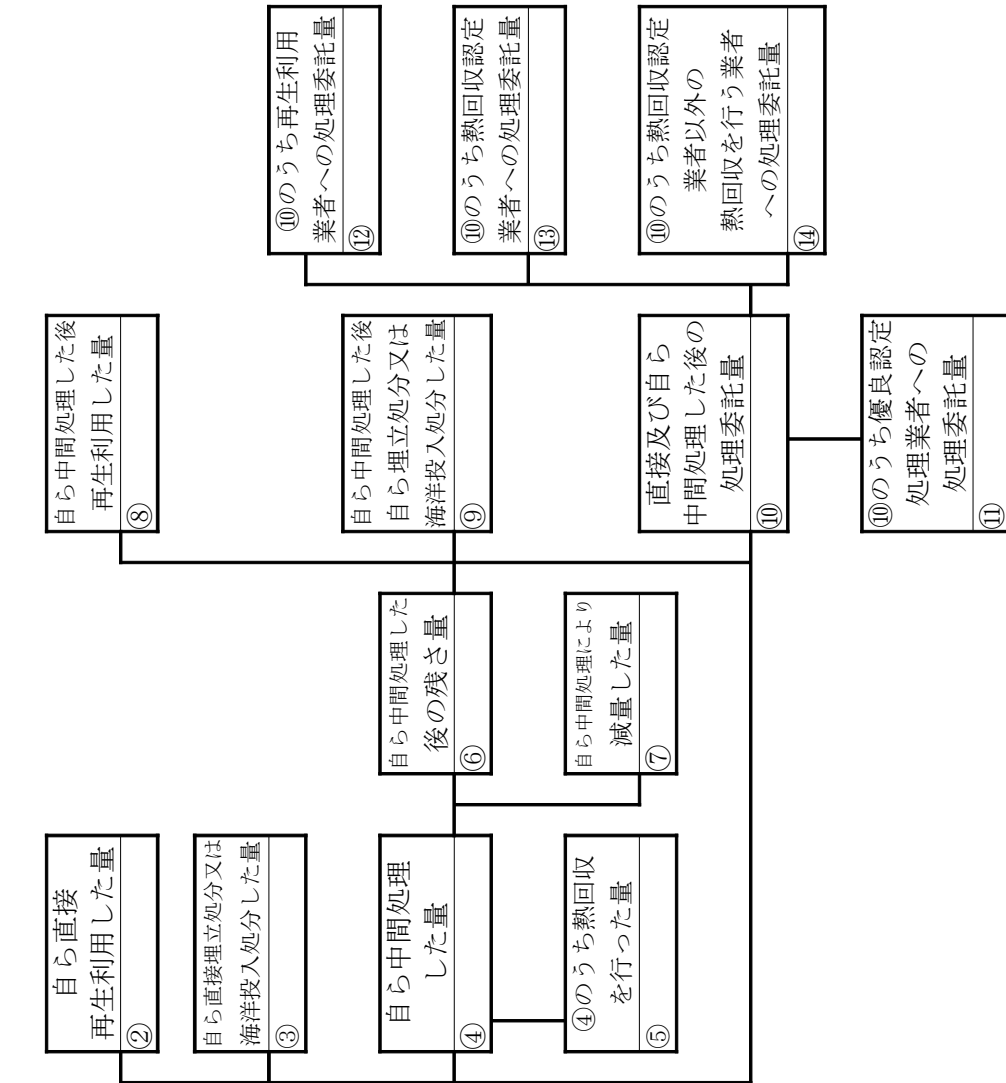 自ら直接
再生利用した量
②
自ら直接埋立処分又は
海洋投入処分した量
③
自ら中間処理
した量
④
④のうち熱回収
を行った量
⑤
自ら中間処理した
後の残さ量
⑥
自ら中間処理により
減量した量
⑦
自ら中間処理した後
再生利用した量
⑧
自ら中間処理した後
自ら埋立処分又は
海洋投入処分した量
⑨
直接及び自ら
中間処理した後の
処理委託量
⑩
⑩のうち優良認定
処理業者への
処理委託量
⑪
⑩のうち再生利用
業者への処理委託量
⑫
⑩のうち熱回収認定
業者への処理委託量
⑬
⑩のうち熱回収認定
業者以外の
熱回収を行う業者
への処理委託量
⑭